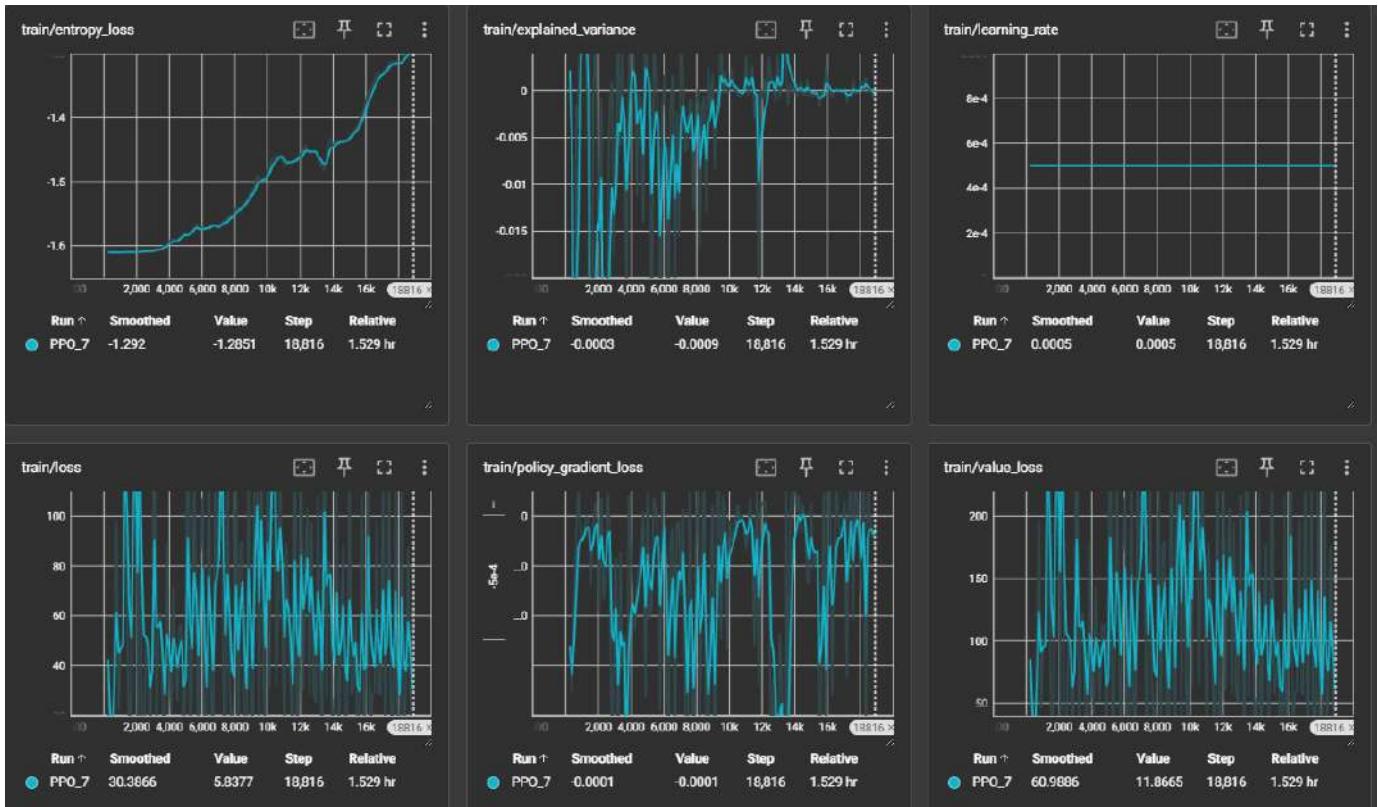 train/entropy_loss
-1.4
-1.5
-1.6
2,000 4,000 6,000 8,000 10k 12k 14k 16k 18816
Run ↑ Smoothed Value Step Relative
PPO_7 -1.292 -1.2851 18,816 1.529 hr
train/explained_variance
0
-0.005
-0.01
-0.015
2,000 4,000 6,000 8,000 10k 12k 14k 16k 18816
Run ↑ Smoothed Value Step Relative
PPO_7 -0.0003 -0.0009 18,816 1.529 hr
train/learning_rate
8e-4
6e-4
4e-4
2e-4
2,000 4,000 6,000 8,000 10k 12k 14k 16k 18816
Run ↑ Smoothed Value Step Relative
PPO_7 0.0005 0.0005 18,816 1.529 hr
train/loss
100
80
60
40
2,000 4,000 6,000 8,000 10k 12k 14k 16k 18816
Run ↑ Smoothed Value Step Relative
PPO_7 30.3866 5.8377 18,816 1.529 hr
train/policy_gradient_loss
0
…0
-5e-4
…0
2,000 4,000 6,000 8,000 10k 12k 14k 16k 18816
Run ↑ Smoothed Value Step Relative
PPO_7 -0.0001 -0.0001 18,816 1.529 hr
train/value_loss
200
150
100
50
2,000 4,000 6,000 8,000 10k 12k 14k 16k 18816
Run ↑ Smoothed Value Step Relative
PPO_7 60.9886 11.8665 18,816 1.529 hr